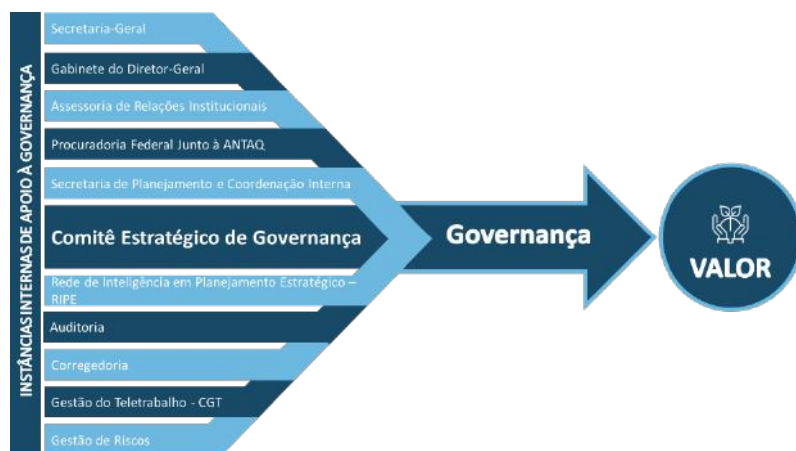 INSTÂNCIAS INTERNAS DE APOIO À GOVERNANÇA
Secretaria-Geral
Gabinete do Diretor-Geral
Assessoria de Relações Institucionais
Procuradoria Federal Junto à ANTAQ
Secretaria de Planejamento e Coordenação Interna
Comitê Estratégico de Governança
Rede de Inteligência em Planejamento Estratégico –
RIPE
Auditoria
Corregedoria
Gestão do Teletrabalho - CGT
Gestão de Riscos
Governança
VALOR